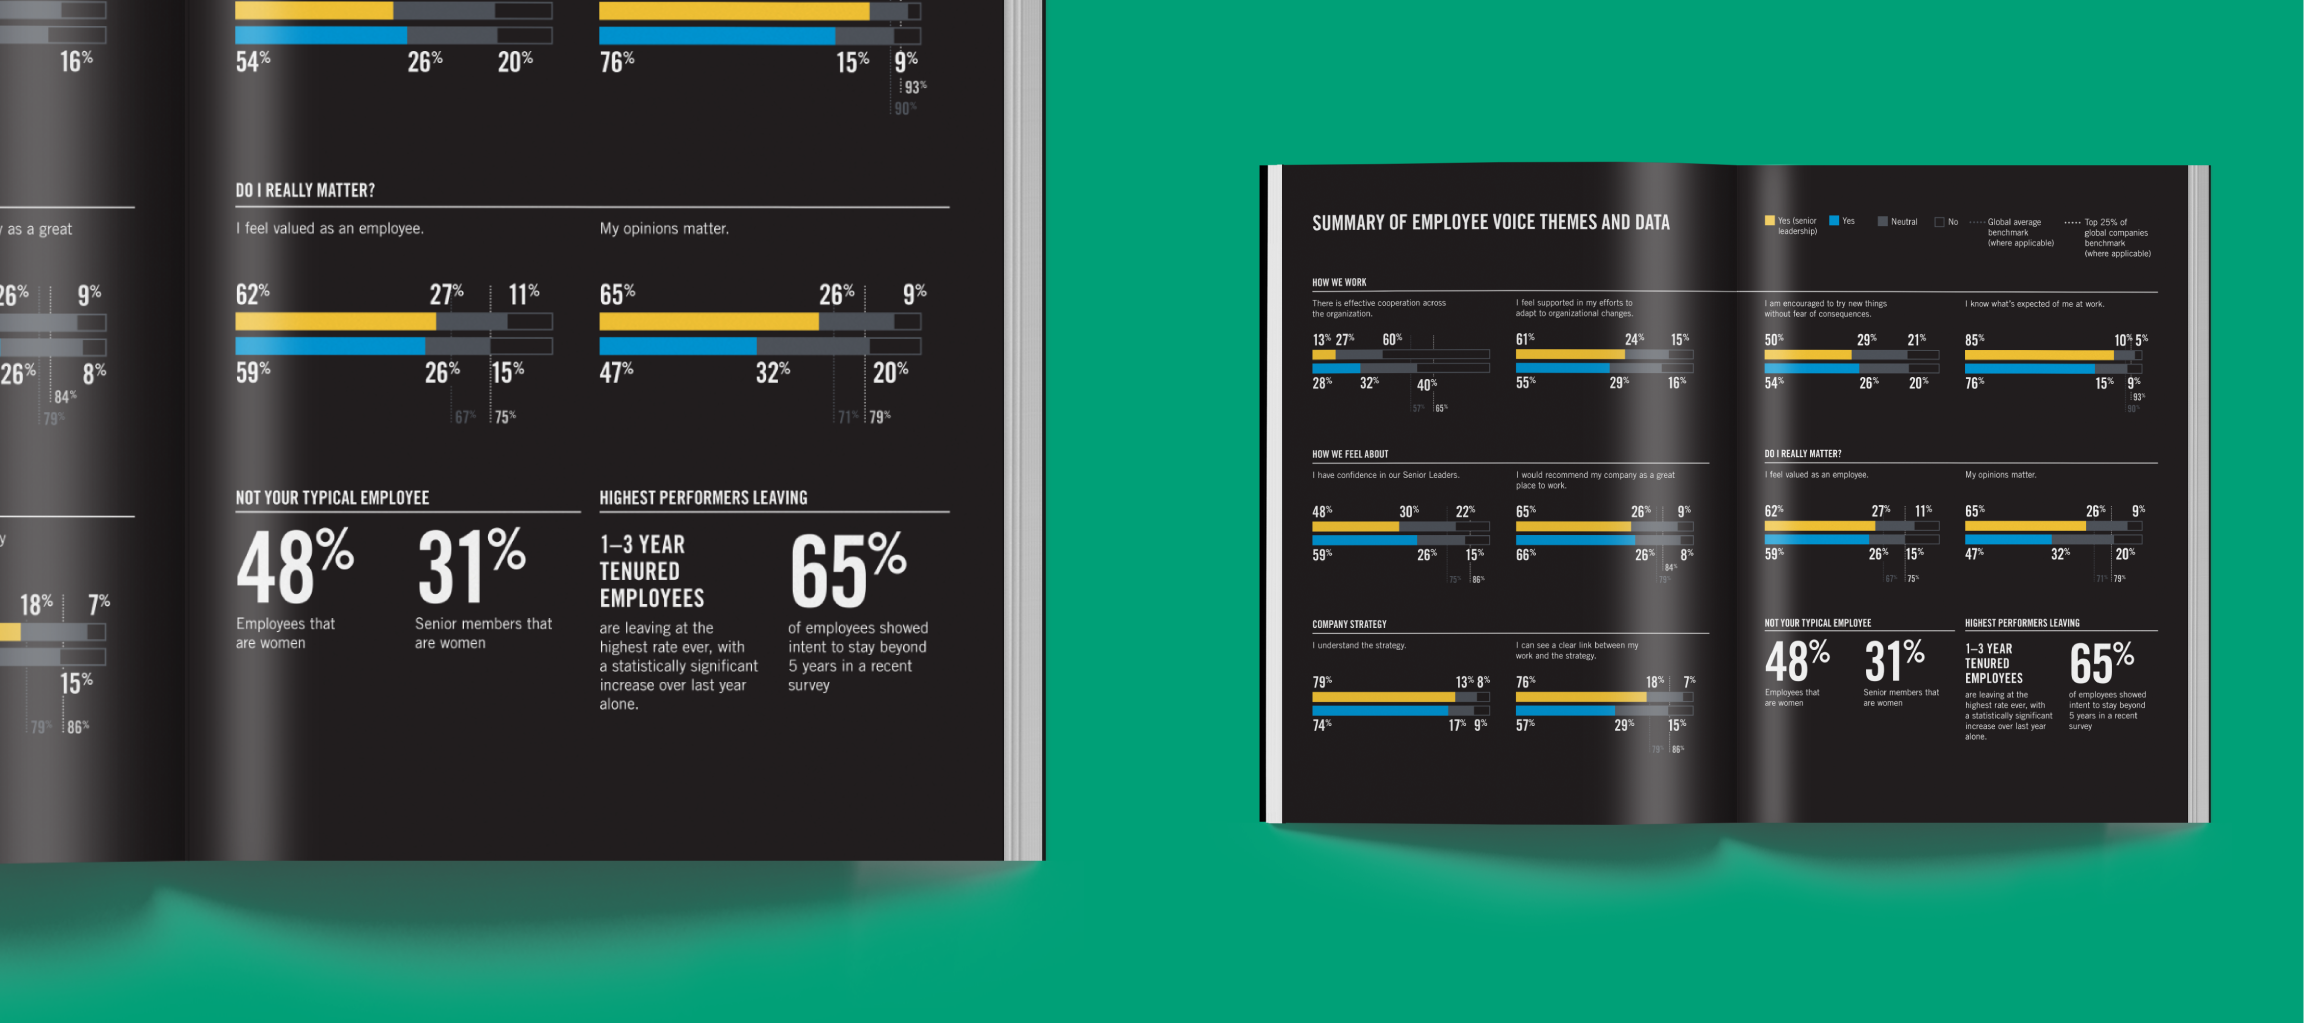 16%
54% 26% 20%
76% 15% 9%
93%
90%
DO I REALLY MATTER?
I feel valued as an employee.
My opinions matter.
62% 27% 11%
59% 26% 15%
67% 75%
65% 26% 9%
47% 32% 20%
71% 79%
as a great
26% 9%
26% 8%
84%
79%
y
18% 7%
15%
79% 86%
NOT YOUR TYPICAL EMPLOYEE
48%
Employees that
are women
31%
Senior members that
are women
HIGHEST PERFORMERS LEAVING
1–3 YEAR
TENURED
EMPLOYEES
are leaving at the
highest rate ever, with
a statistically significant
increase over last year
alone.
65%
of employees showed
intent to stay beyond
5 years in a recent
survey
SUMMARY OF EMPLOYEE VOICE THEMES AND DATA
Yes (senior
leadership)
Yes
Neutral
No
Global average
benchmark
(where applicable)
Top 25% of
global companies
benchmark
(where applicable)
HOW WE WORK
There is effective cooperation across
the organization.
13% 27% 60%
28% 32% 40%
57% 65%
I feel supported in my efforts to
adapt to organizational changes.
61% 24% 15%
55% 29% 16%
I am encouraged to try new things
without fear of consequences.
50% 29% 21%
54% 26% 20%
I know what's expected of me at work.
85% 10% 5%
76% 15% 9%
93%
90%
HOW WE FEEL ABOUT
I have confidence in our Senior Leaders.
48% 30% 22%
59% 26% 15%
75% 86%
I would recommend my company as a great
place to work.
65% 26% 9%
66% 26% 8%
84%
79%
DO I REALLY MATTER?
I feel valued as an employee.
62% 27% 11%
59% 26% 15%
67% 75%
My opinions matter.
65% 26% 9%
47% 32% 20%
71% 79%
COMPANY STRATEGY
I understand the strategy.
79% 13% 8%
74% 17% 9%
I can see a clear link between my
work and the strategy.
76% 18% 7%
57% 29% 15%
79% 86%
NOT YOUR TYPICAL EMPLOYEE
48%
Employees that
are women
31%
Senior members that
are women
HIGHEST PERFORMERS LEAVING
1–3 YEAR
TENURED
EMPLOYEES
are leaving at the
highest rate ever, with
a statistically significant
increase over last year
alone.
65%
of employees showed
intent to stay beyond
5 years in a recent
survey